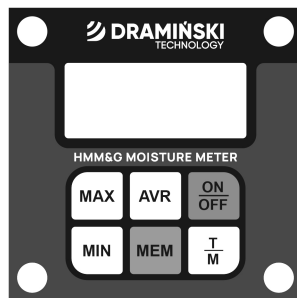 DRAMIŃSKI
TECHNOLOGY
HMM&G MOISTURE METER
MAX AVR ON
OFF
MIN MEM T
M